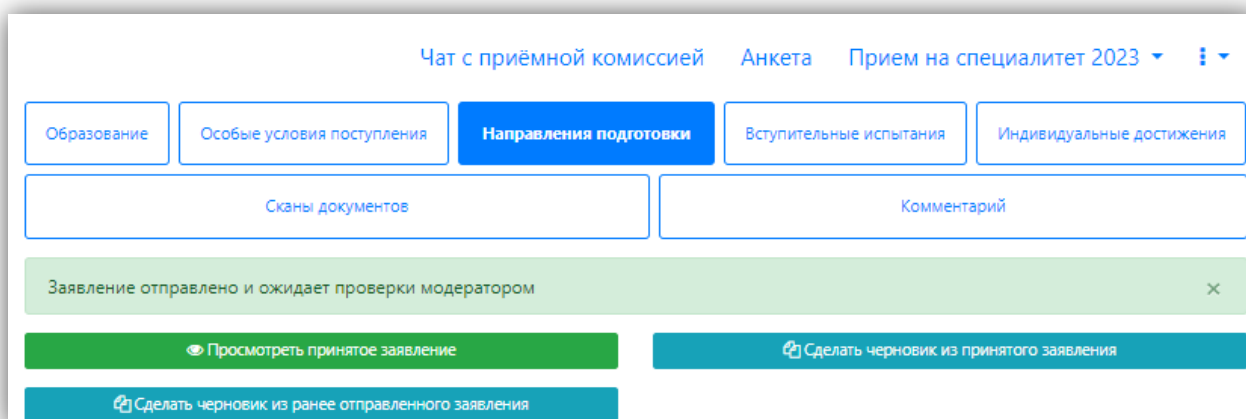 Чат с приёмной комиссией Анкета Прием на специалитет 2023
Образование Особые условия поступления Направления подготовки Вступительные испытания Индивидуальные достижения
Сканы документов Комментарий
Заявление отправлено и ожидает проверки модератором ×
Просмотреть принятое заявление Сделать черновик из принятого заявления
Сделать черновик из ранее отправленного заявления